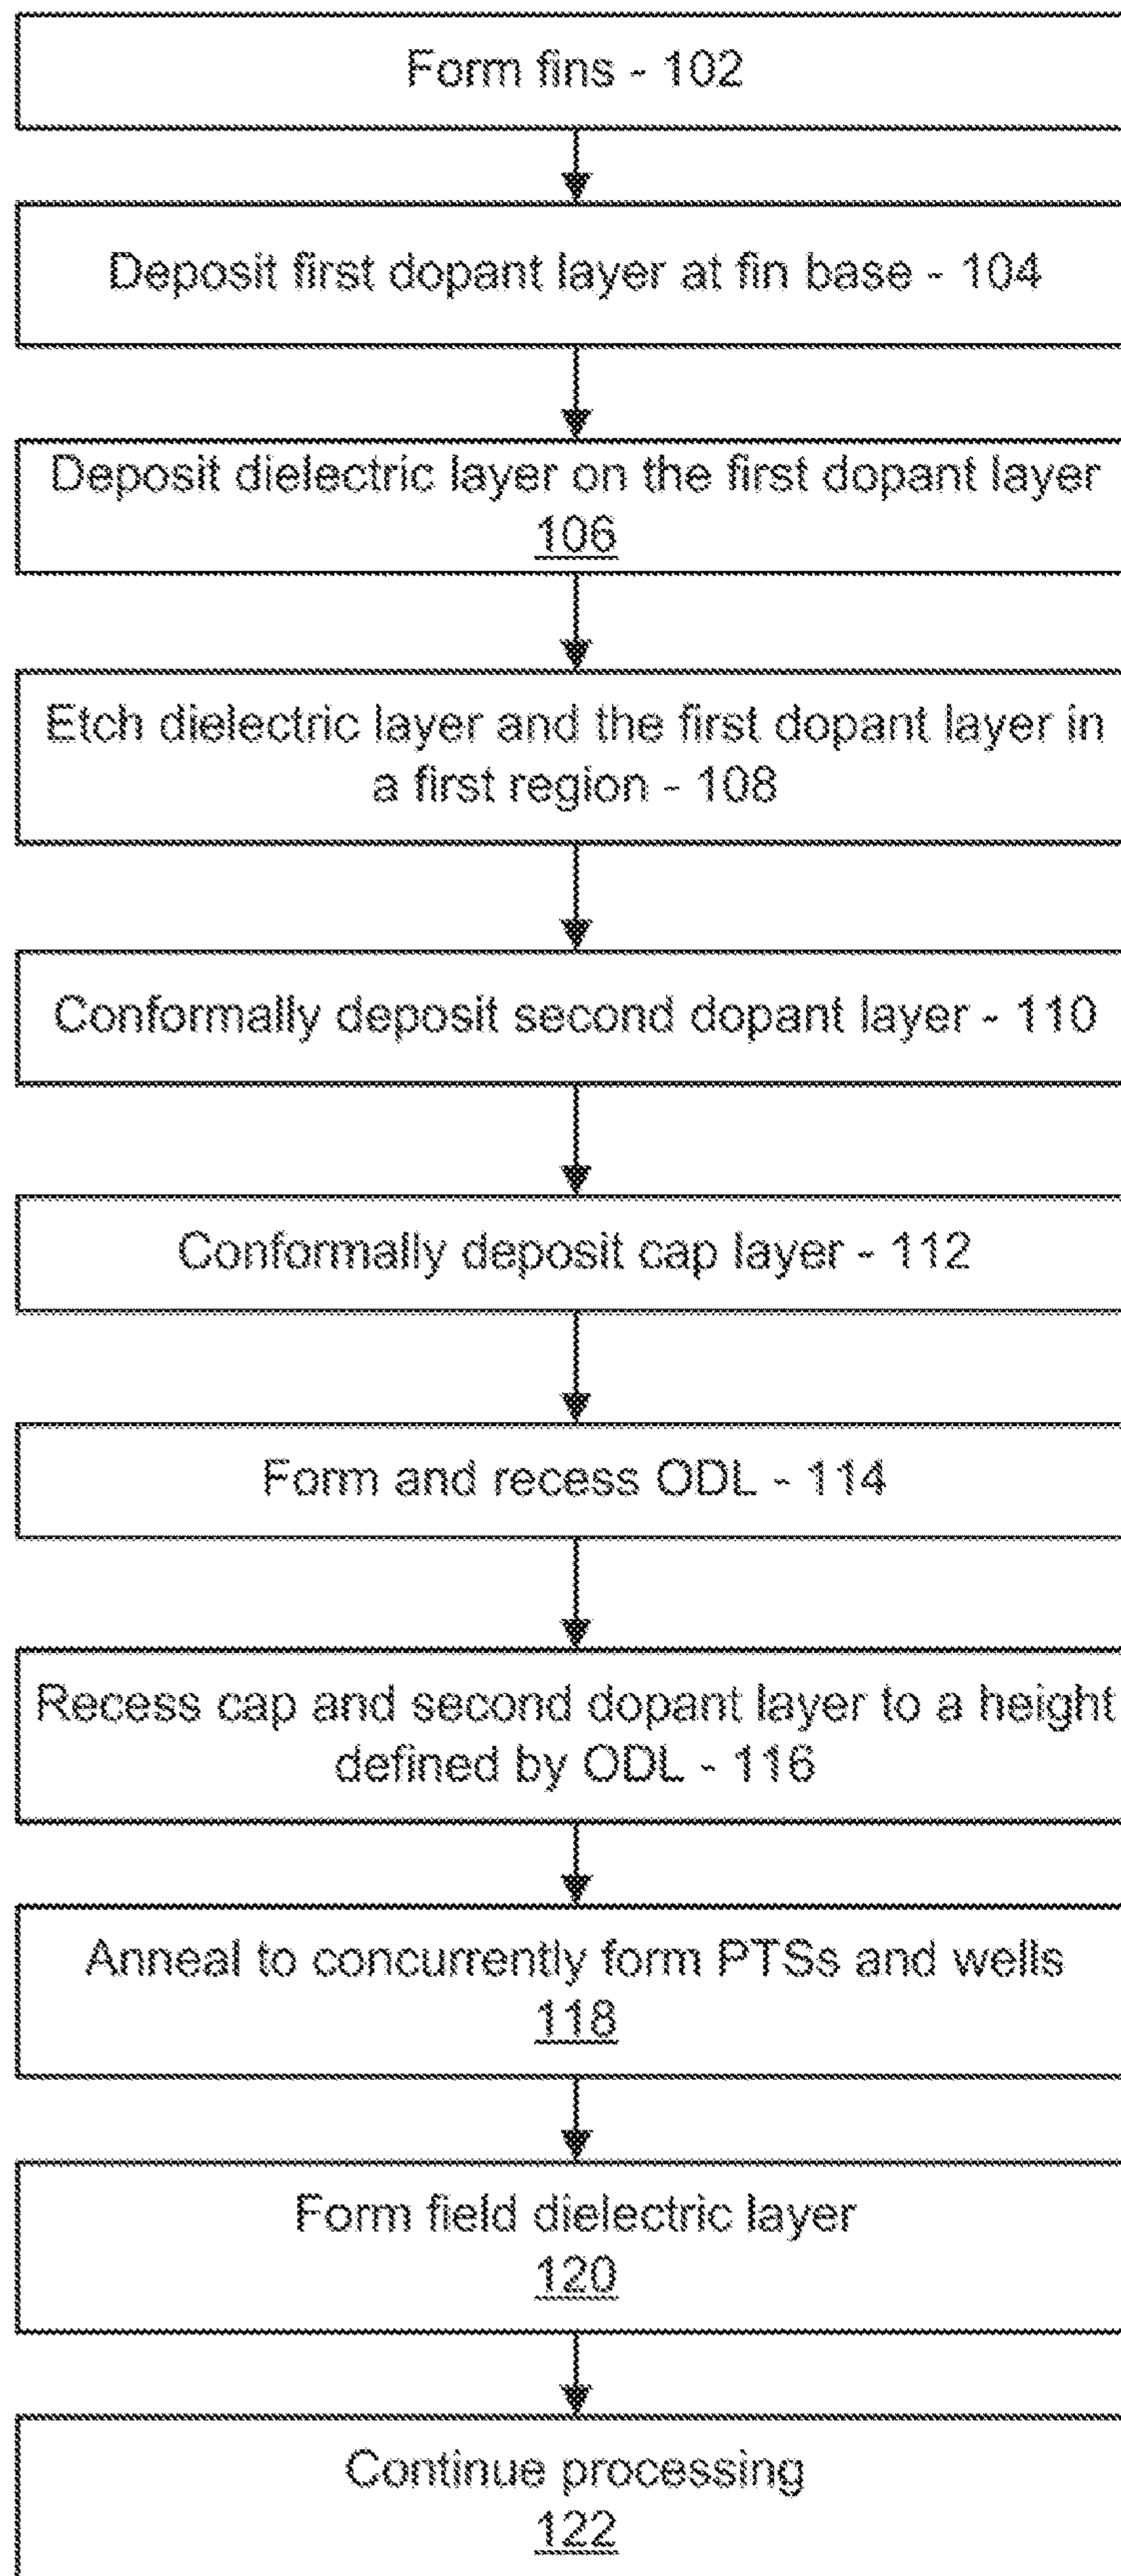 Form fins - 102
Deposit first dopant layer at fin base - 104
Deposit dielectric layer on the first dopant layer
106
Etch dielectric layer and the first dopant layer in
a first region - 108
Conformally deposit second dopant layer - 110
Conformally deposit cap layer - 112
Form and recess ODL - 114
Recess cap and second dopant layer to a height
defined by ODL - 116
Anneal to concurrently form PTSs and wells
118
Form field dielectric layer
120
Continue processing
122